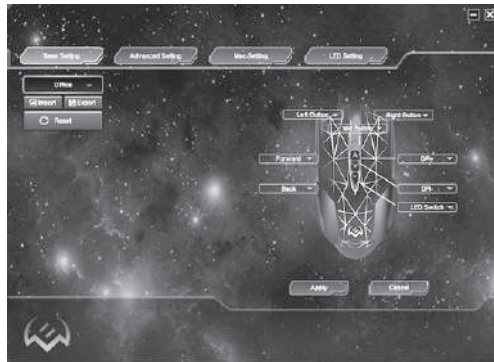 Basic Setting
Advanced Setting
Mac-Setting
LED Setting
Office
Import
Export
Reset
Left Button
Right Button
Mid Button
Forward
DPI+
Back
DPI-
LED Switch
Apply
Cancel